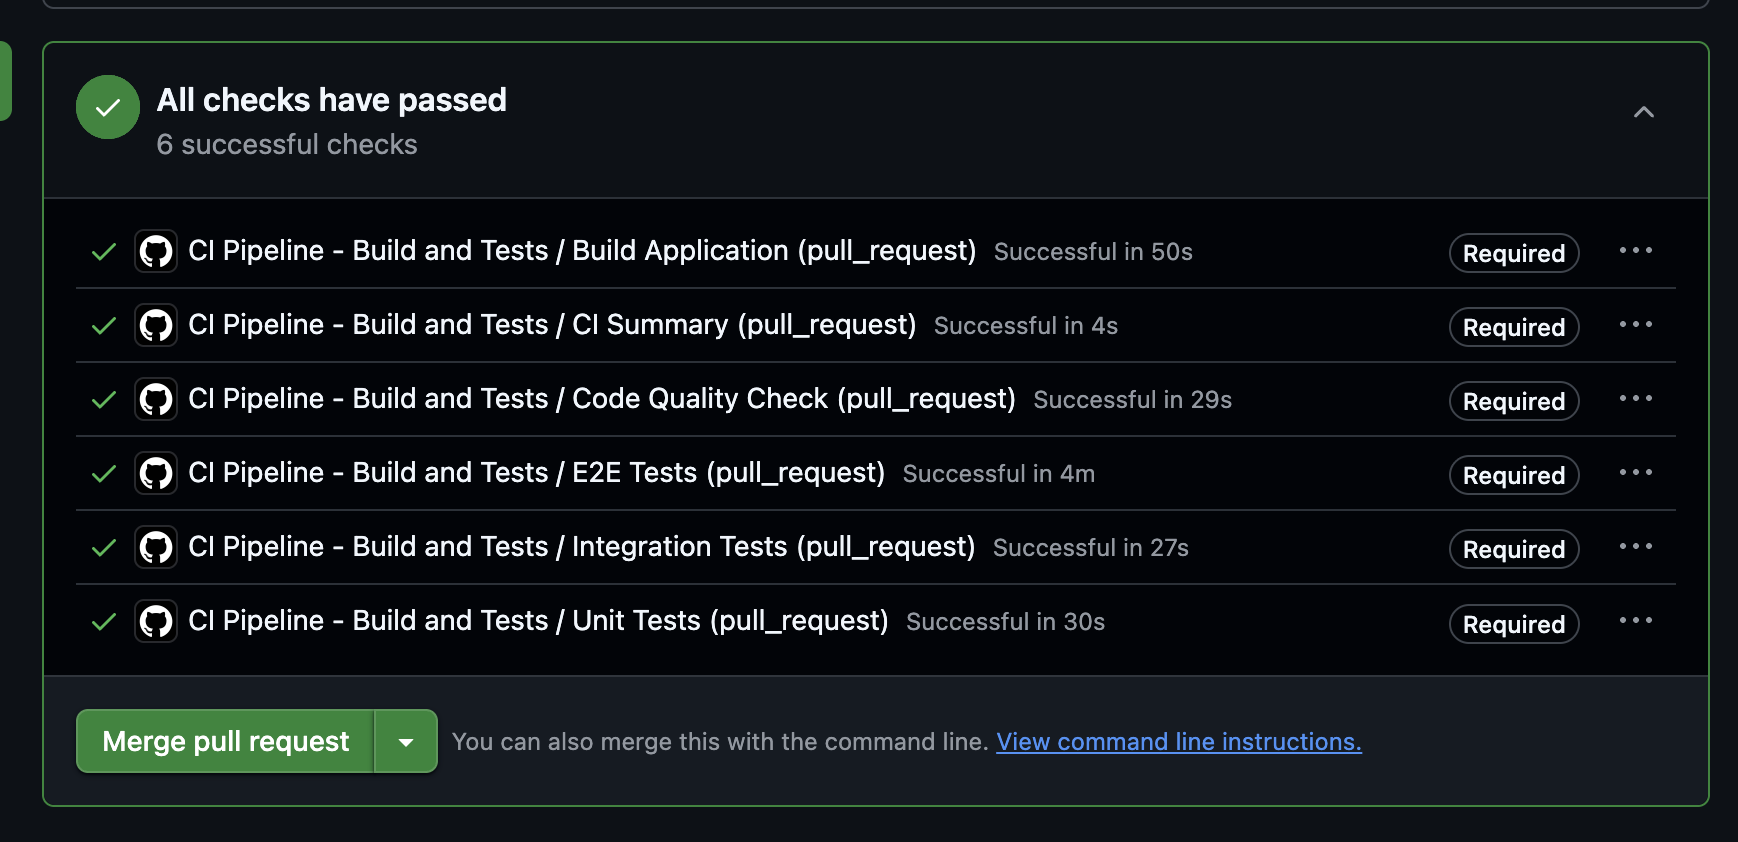 All checks have passed
6 successful checks
CI Pipeline - Build and Tests / Build Application (pull_request) Successful in 50s Required
CI Pipeline - Build and Tests / CI Summary (pull_request) Successful in 4s Required
CI Pipeline - Build and Tests / Code Quality Check (pull_request) Successful in 29s Required
CI Pipeline - Build and Tests / E2E Tests (pull_request) Successful in 4m Required
CI Pipeline - Build and Tests / Integration Tests (pull_request) Successful in 27s Required
CI Pipeline - Build and Tests / Unit Tests (pull_request) Successful in 30s Required
Merge pull request You can also merge this with the command line. View command line instructions.